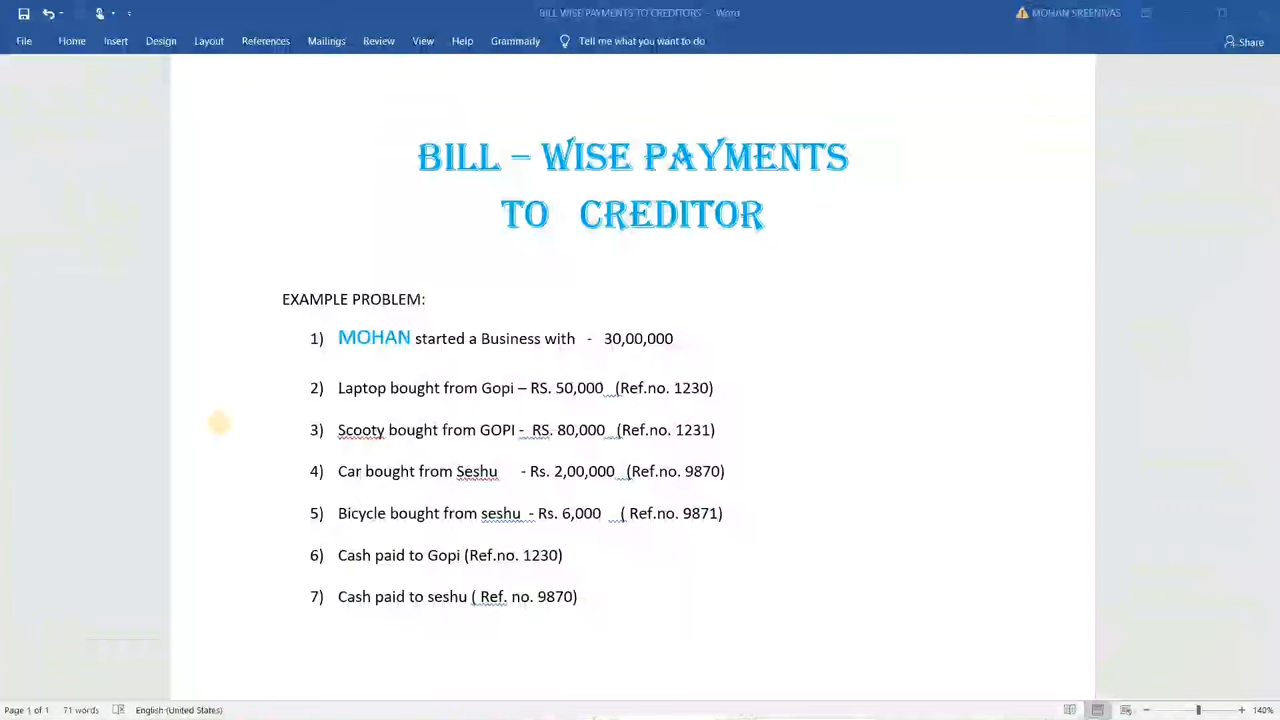 BILL WISE PAYMENTS TO CREDITORS - Word
MOHAN SREENIVAS
File Home Insert Design Layout References Mailings Review View Help Grammarly Tell me what you want to do Share
BILL – WISE PAYMENTS
TO CREDITOR
EXAMPLE PROBLEM:
1) MOHAN started a Business with - 30,00,000
2) Laptop bought from Gopi – RS. 50,000 (Ref.no. 1230)
3) Scooty bought from GOPI - RS. 80,000 (Ref.no. 1231)
4) Car bought from Seshu - Rs. 2,00,000 (Ref.no. 9870)
5) Bicycle bought from seshu - Rs. 6,000 ( Ref.no. 9871)
6) Cash paid to Gopi (Ref.no. 1230)
7) Cash paid to seshu ( Ref. no. 9870)
Page 1 of 1 71 words English (United States) 140%